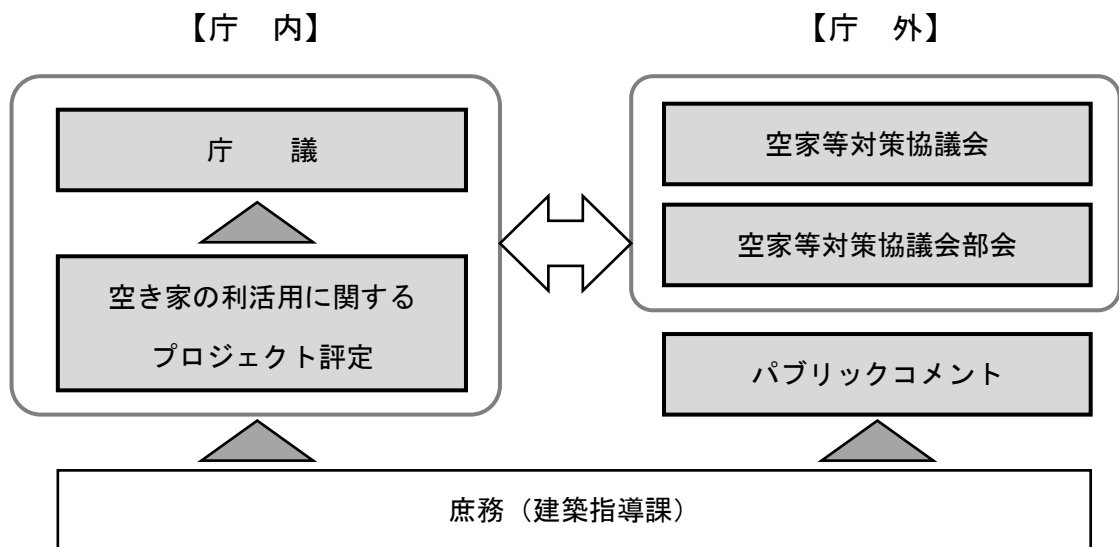 【庁　内】
庁　　議
空き家の利活用に関する
プロジェクト評定
【庁　外】
空家等対策協議会
空家等対策協議会部会
パブリックコメント
庶務（建築指導課）